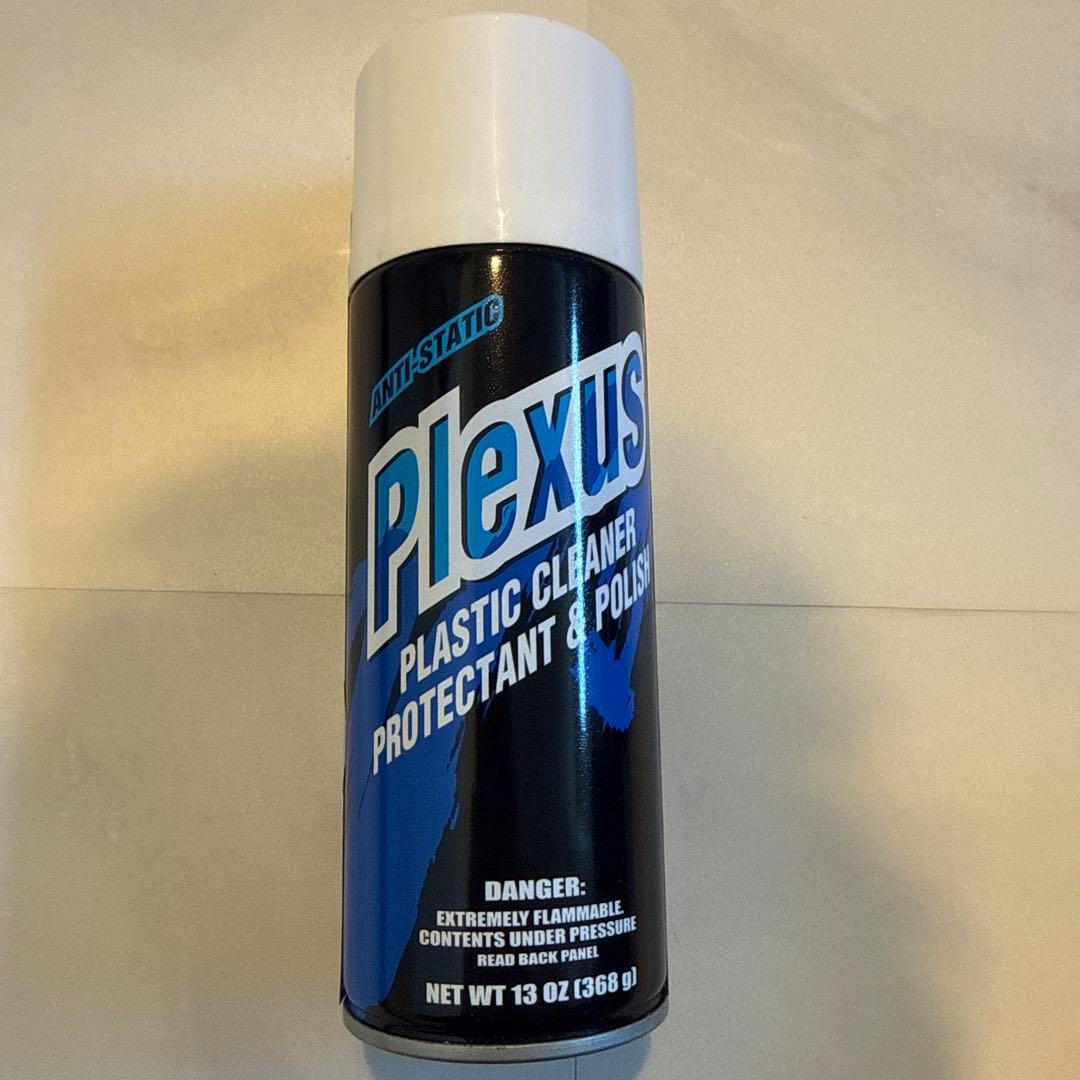 ANTI-STATIC
Plexus
PLASTIC CLEANER
PROTECTANT & POLISH
DANGER:
EXTREMELY FLAMMABLE.
CONTENTS UNDER PRESSURE
READ BACK PANEL
NET WT 13 OZ (368 g)